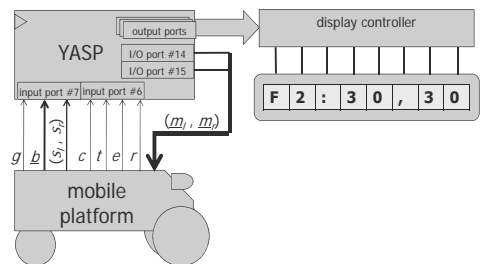 output ports
display controller
YASP
I/O port #14
I/O port #15
input port #7
input port #6
F 2 : 3 0 , 3 0
g b (s_l, s_r) c t e r
(m_l, m_r)
mobile
platform